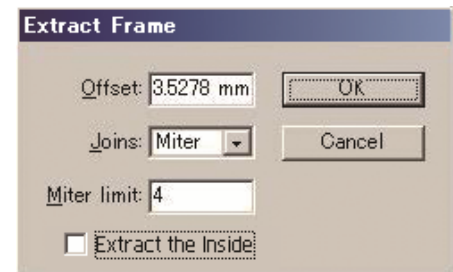 Extract Frame
Offset: 3.5278 mm OK
Joins: Miter Cancel
Miter limit: 4
Extract the Inside